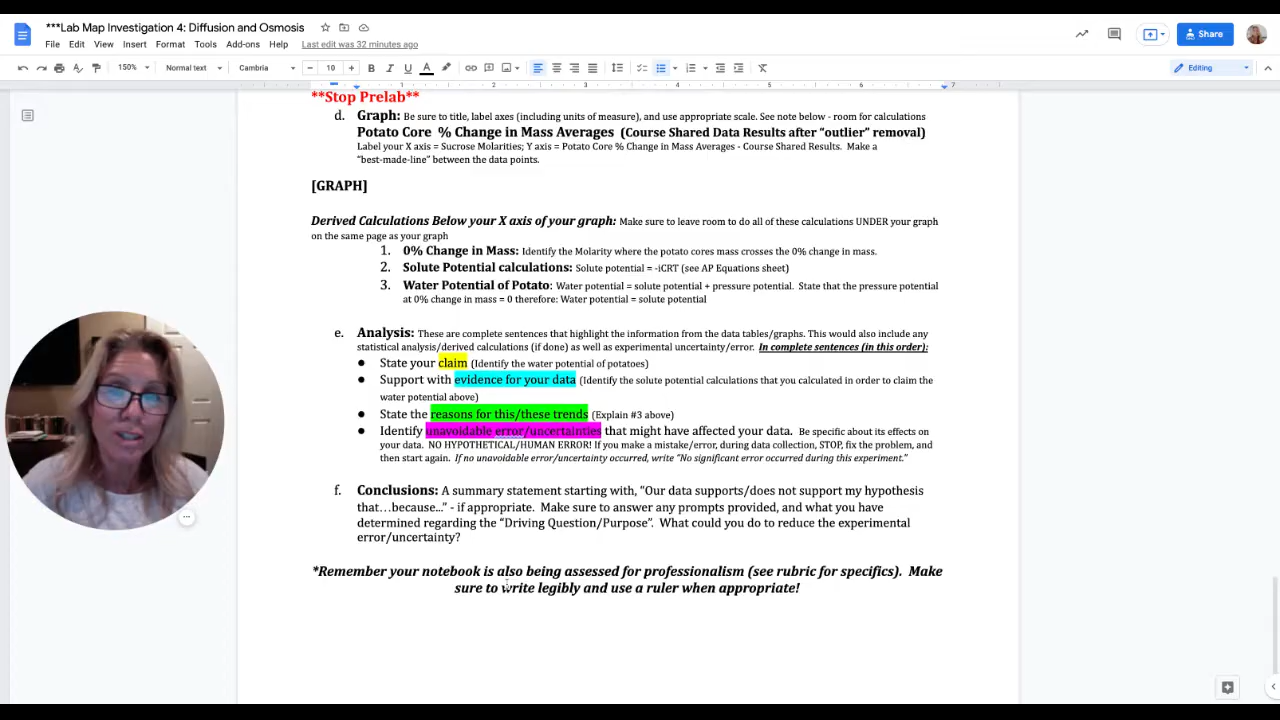 ***Lab Map Investigation 4: Diffusion and Osmosis
File Edit View Insert Format Tools Add-ons Help Last edit was 32 minutes ago
Share
150% Normal text Cambria 10 B I U A Editing
1 2 3 4 5 6 7
**Stop Prelab**
d. Graph: Be sure to title, label axes (including units of measure), and use appropriate scale. See note below - room for calculations
Potato Core % Change in Mass Averages (Course Shared Data Results after “outlier” removal)
Label your X axis = Sucrose Molarities; Y axis = Potato Core % Change in Mass Averages - Course Shared Results. Make a
“best-made-line” between the data points.
[GRAPH]
Derived Calculations Below your X axis of your graph: Make sure to leave room to do all of these calculations UNDER your graph
on the same page as your graph
1. 0% Change in Mass: Identify the Molarity where the potato cores mass crosses the 0% change in mass.
2. Solute Potential calculations: Solute potential = -iCRT (see AP Equations sheet)
3. Water Potential of Potato: Water potential = solute potential + pressure potential. State that the pressure potential
at 0% change in mass = 0 therefore: Water potential = solute potential
e. Analysis: These are complete sentences that highlight the information from the data tables/graphs. This would also include any
statistical analysis/derived calculations (if done) as well as experimental uncertainty/error. In complete sentences (in this order):
● State your claim (Identify the water potential of potatoes)
● Support with evidence for your data (Identify the solute potential calculations that you calculated in order to claim the
water potential above)
● State the reasons for this/these trends (Explain #3 above)
● Identify unavoidable error/uncertainties that might have affected your data. Be specific about its effects on
your data. NO HYPOTHETICAL/HUMAN ERROR! If you make a mistake/error, during data collection, STOP, fix the problem, and
then start again. If no unavoidable error/uncertainty occurred, write “No significant error occurred during this experiment.”
f. Conclusions: A summary statement starting with, “Our data supports/does not support my hypothesis
that…because...” - if appropriate. Make sure to answer any prompts provided, and what you have
determined regarding the “Driving Question/Purpose”. What could you do to reduce the experimental
error/uncertainty?
*Remember your notebook is also being assessed for professionalism (see rubric for specifics). Make
sure to write legibly and use a ruler when appropriate!